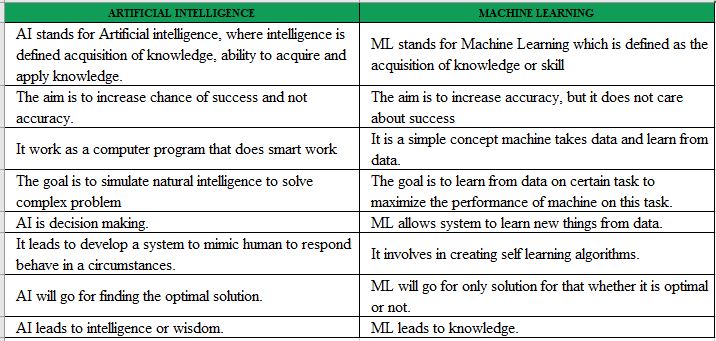 ARTIFICIAL INTELLIGENCE
MACHINE LEARNING
AI stands for Artificial intelligence, where intelligence is
defined acquisition of knowledge, ability to acquire and
apply knowledge.
ML stands for Machine Learning which is defined as the
acquisition of knowledge or skill
The aim is to increase chance of success and not
accuracy.
The aim is to increase accuracy, but it does not care
about success
It work as a computer program that does smart work
It is a simple concept machine takes data and learn from
data.
The goal is to simulate natural intelligence to solve
complex problem
The goal is to learn from data on certain task to
maximize the performance of machine on this task.
AI is decision making.
ML allows system to learn new things from data.
It leads to develop a system to mimic human to respond
behave in a circumstances.
It involves in creating self learning algorithms.
AI will go for finding the optimal solution.
ML will go for only solution for that whether it is optimal
or not.
AI leads to intelligence or wisdom.
ML leads to knowledge.